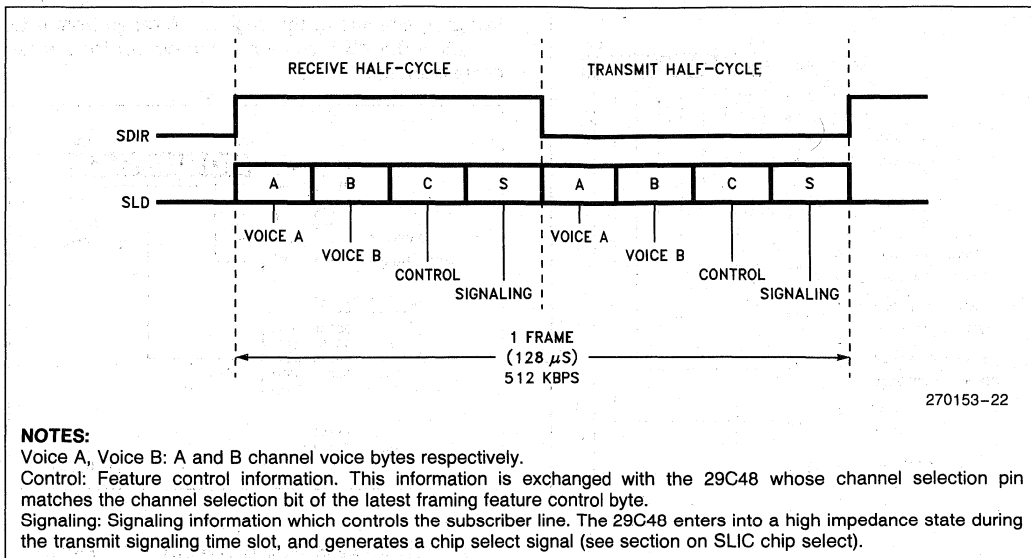 RECEIVE HALF-CYCLE TRANSMIT HALF-CYCLE
SDIR
SLD A B C S A B C S
VOICE A VOICE A
VOICE B VOICE B
CONTROL CONTROL
SIGNALING SIGNALING
1 FRAME
(128 μS)
512 KBPS
270153–22
NOTES:
Voice A, Voice B: A and B channel voice bytes respectively.
Control: Feature control information. This information is exchanged with the 29C48 whose channel selection pin
matches the channel selection bit of the latest framing feature control byte.
Signaling: Signaling information which controls the subscriber line. The 29C48 enters into a high impedance state during
the transmit signaling time slot, and generates a chip select signal (see section on SLIC chip select).